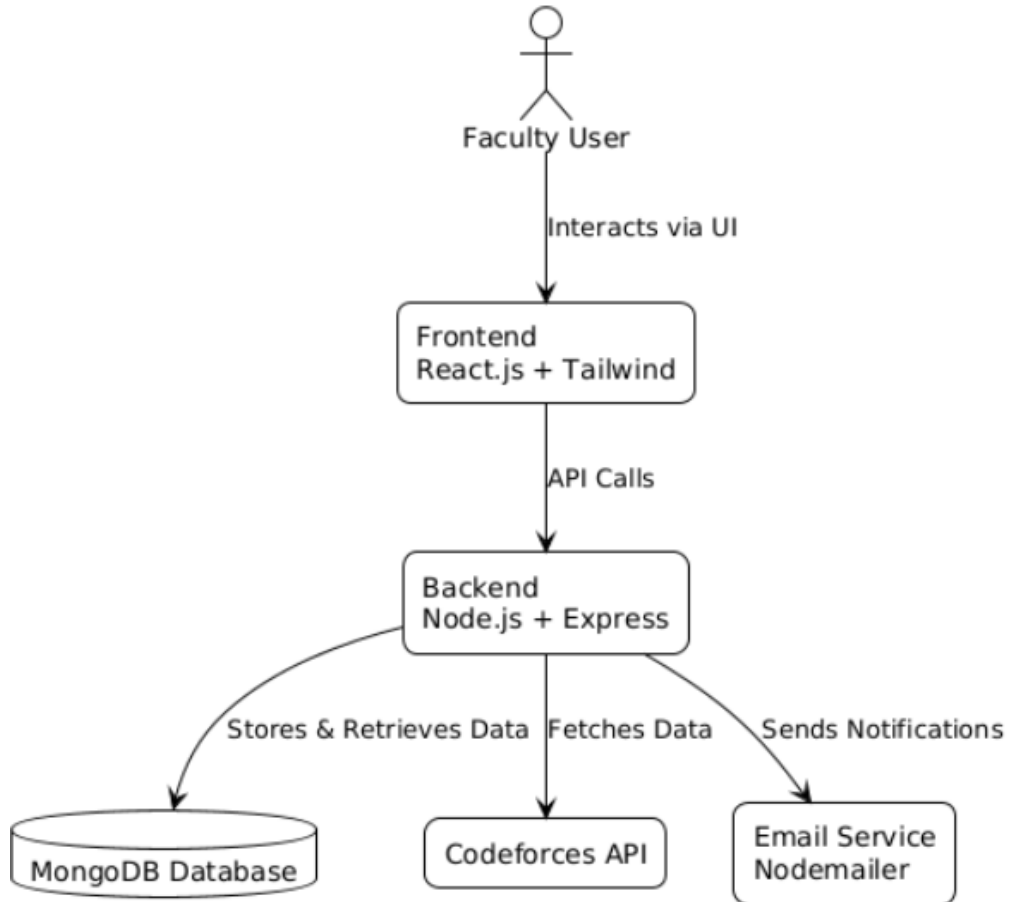 Faculty User
Interacts via UI
Frontend
React.js + Tailwind
API Calls
Backend
Node.js + Express
Stores & Retrieves Data
Fetches Data
Sends Notifications
MongoDB Database
Codeforces API
Email Service
Nodemailer